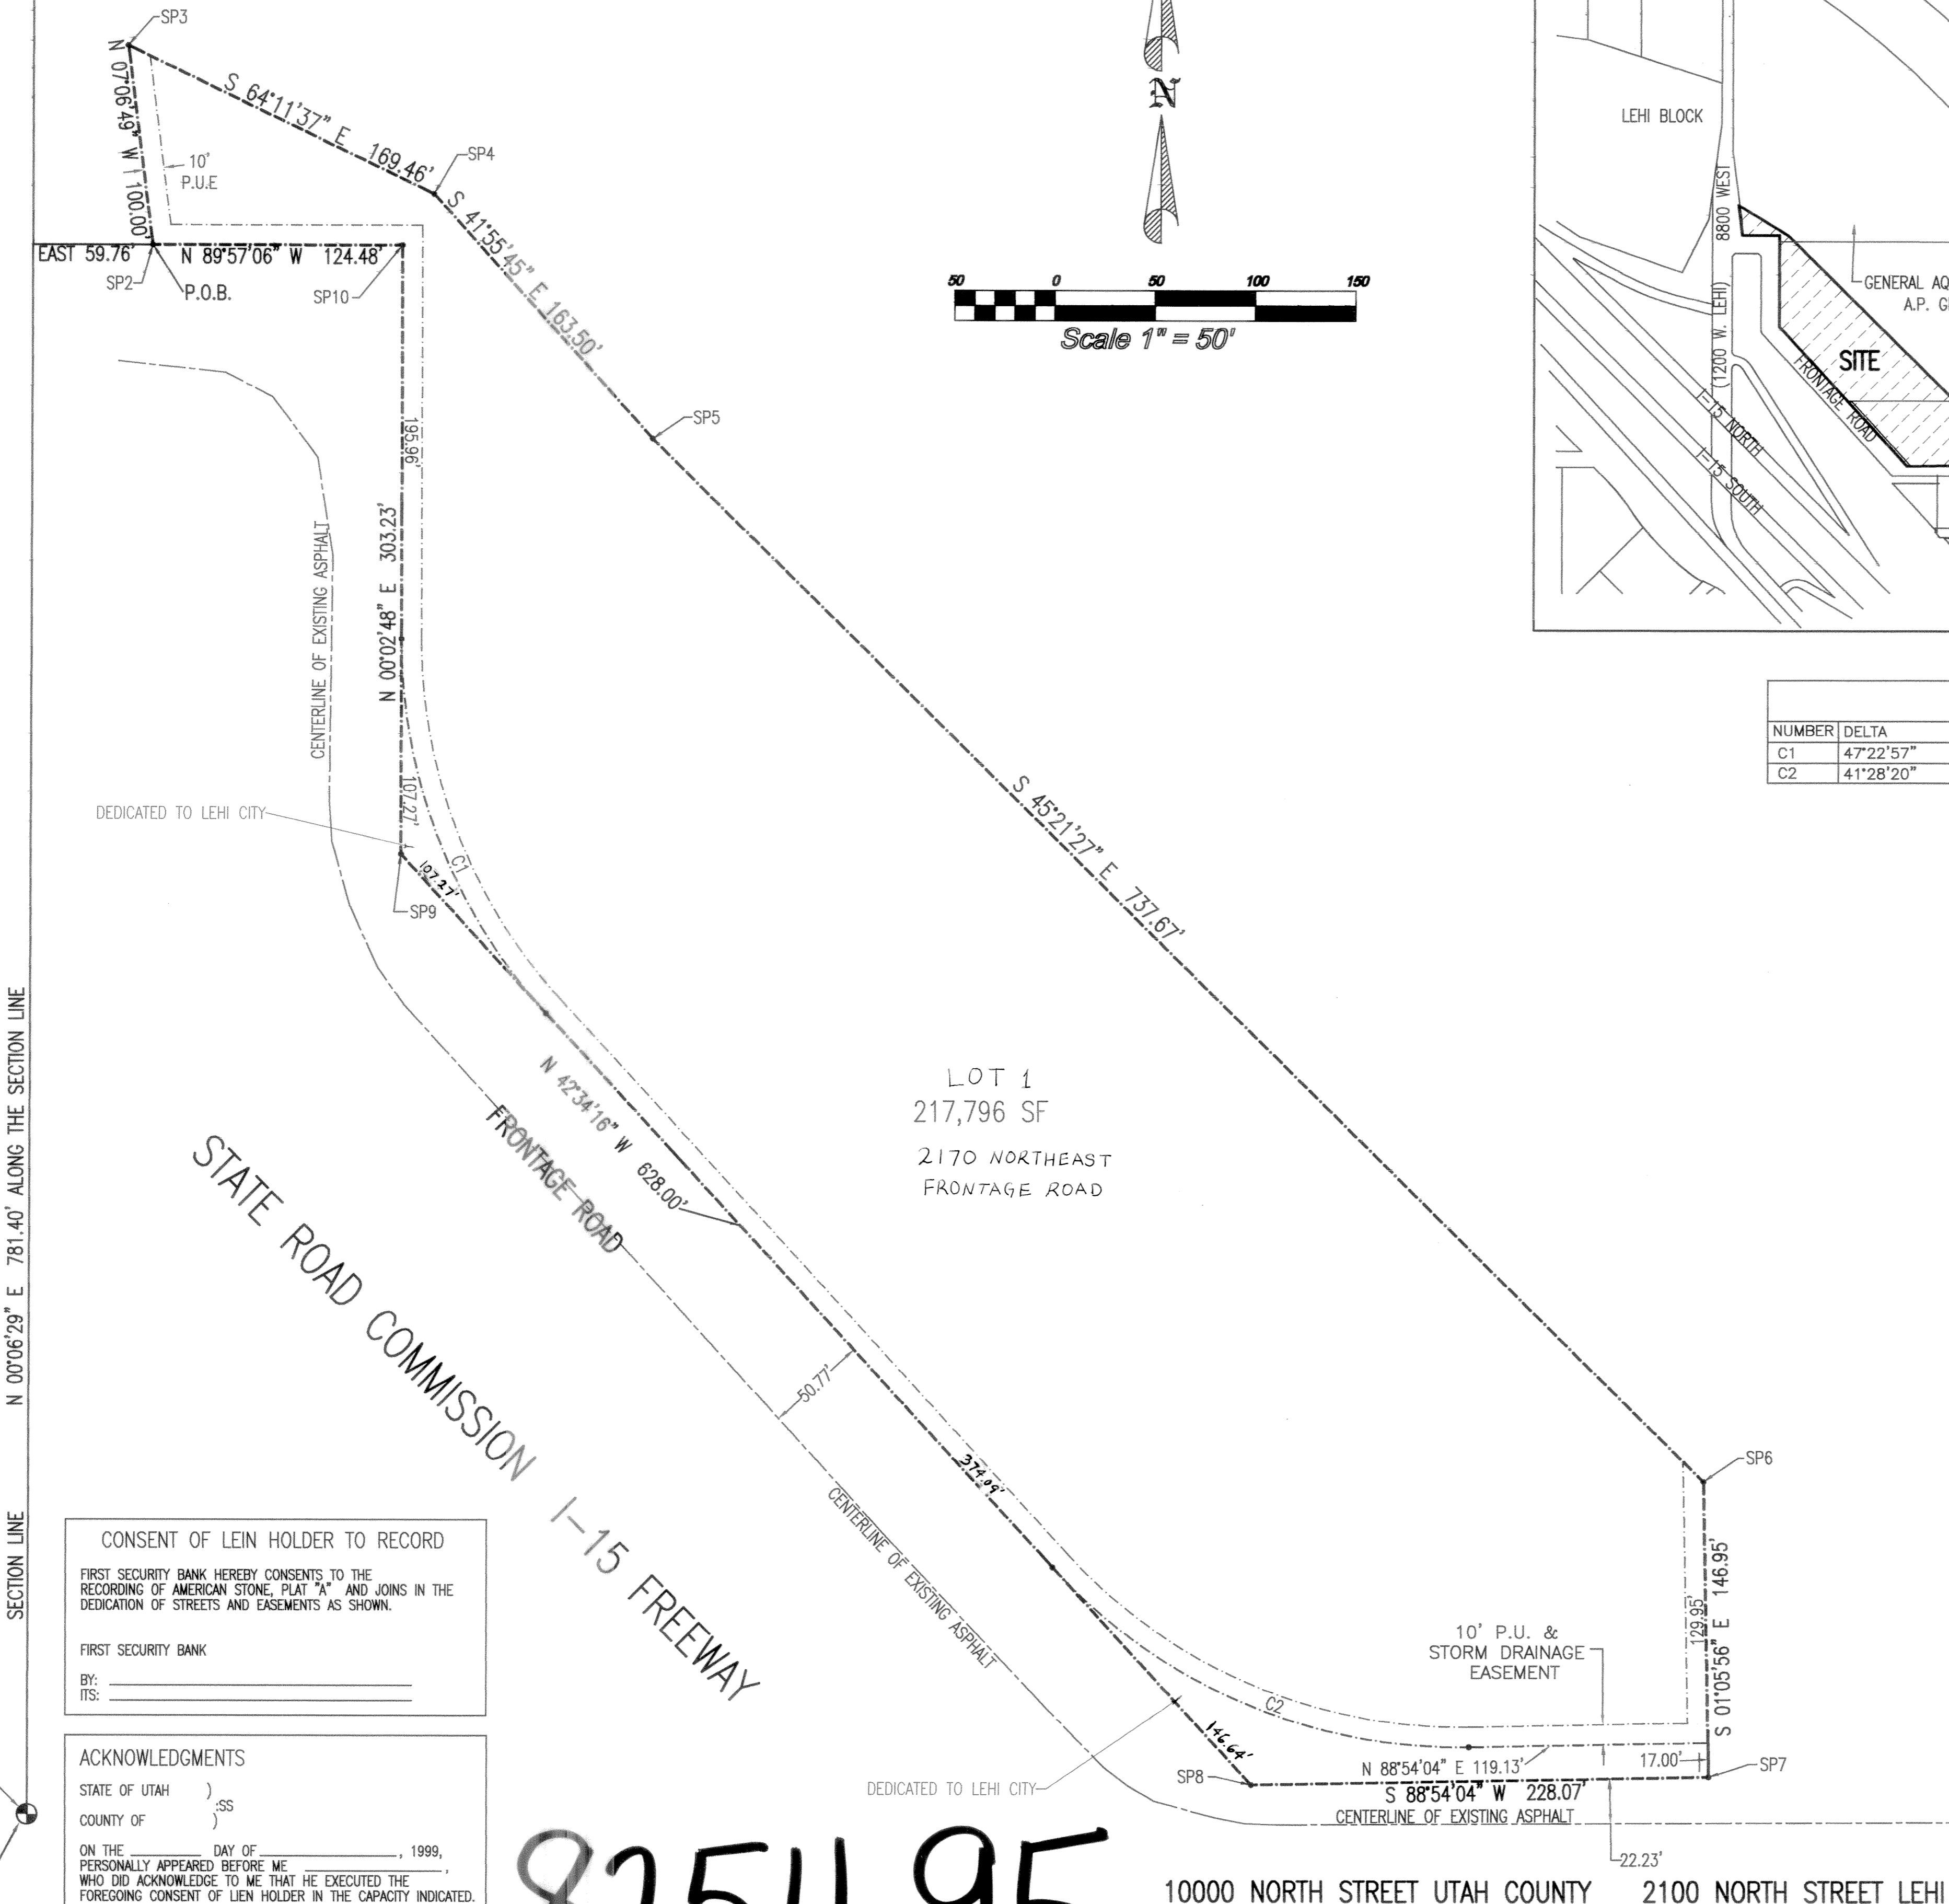 SP3
N 07°06'49" W 100.00'
S 64°11'37" E 169.46'
10'
P.U.E
SP4
S 41°55'45" E 163.50'
EAST 59.76'
N 89°57'06" W 124.48'
SP2
P.O.B.
SP10
SP5
N
50 0 50 100 150
Scale 1" = 50'
LEHI BLOCK
8800 WEST
(1200 W. LEHI)
GENERAL AQ
A.P. G
SITE
FRONTAGE ROAD
I-15 NORTH
I-15 SOUTH
NUMBER DELTA
C1 47°22'57"
C2 41°28'20"
195.96'
N 00°02'48" E 303.23'
CENTERLINE OF EXISTING ASPHALT
107.27'
DEDICATED TO LEHI CITY
C1
107.27'
SP9
S 45°21'27" E 737.67'
N 42°34'16" W 628.00'
FRONTAGE ROAD
LOT 1
217,796 SF
2170 NORTHEAST
FRONTAGE ROAD
STATE ROAD COMMISSION I-15 FREEWAY
50.77'
374.09'
CENTERLINE OF EXISTING ASPHALT
SP6
S 01°05'56" E 146.95'
129.95'
10' P.U. &
STORM DRAINAGE
EASEMENT
C2
146.64'
N 88°54'04" E 119.13'
17.00'
SP7
SP8
S 88°54'04" W 228.07'
DEDICATED TO LEHI CITY
CENTERLINE OF EXISTING ASPHALT
22.23'
N 00°06'29" E 781.40' ALONG THE SECTION LINE
SECTION LINE
CONSENT OF LEIN HOLDER TO RECORD
FIRST SECURITY BANK HEREBY CONSENTS TO THE
RECORDING OF AMERICAN STONE, PLAT "A" AND JOINS IN THE
DEDICATION OF STREETS AND EASEMENTS AS SHOWN.
FIRST SECURITY BANK
BY:
ITS:
ACKNOWLEDGMENTS
STATE OF UTAH )
:SS
COUNTY OF )
ON THE ________ DAY OF ________, 1999,
PERSONALLY APPEARED BEFORE ME ________,
WHO DID ACKNOWLEDGE TO ME THAT HE EXECUTED THE
FOREGOING CONSENT OF LIEN HOLDER IN THE CAPACITY INDICATED.
10000 NORTH STREET UTAH COUNTY 2100 NORTH STREET LEHI